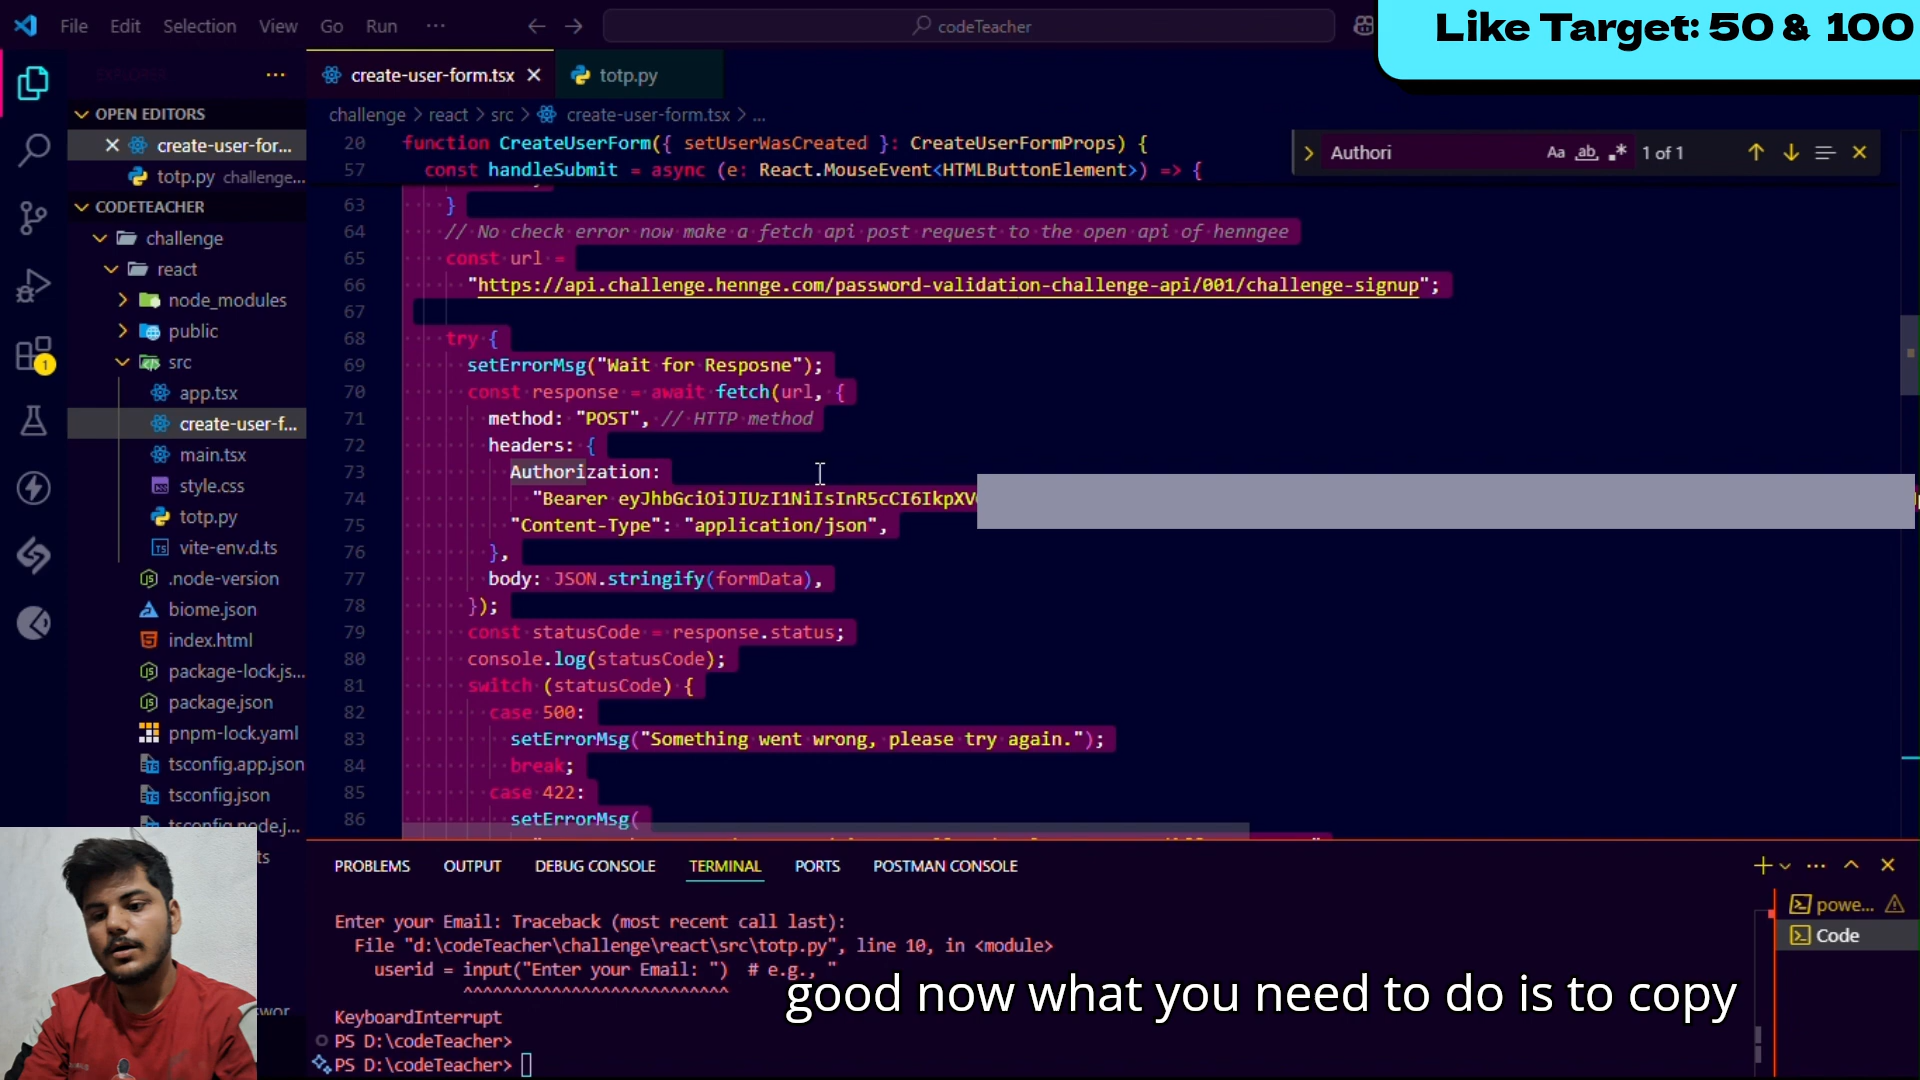 File Edit Selection View Go Run ...
codeTeacher
Like Target: 50 & 100
EXPLORER ...
OPEN EDITORS
create-user-for...
totp.py challenge...
CODETEACHER
challenge
react
node_modules
public
src
app.tsx
create-user-f...
main.tsx
style.css
totp.py
vite-env.d.ts
.node-version
biome.json
index.html
package-lock.js...
package.json
pnpm-lock.yaml
tsconfig.app.json
tsconfig.json
tsconfig.node.j...
ts
1
create-user-form.tsx
totp.py
challenge > react > src > create-user-form.tsx > ...
Authori Aa ab 1 of 1
20 function CreateUserForm({ setUserWasCreated }: CreateUserFormProps) {
57 const handleSubmit = async (e: React.MouseEvent<HTMLButtonElement>) => {
63 }
64 // No check error now make a fetch api post request to the open api of henngee
65 const url =
66 "https://api.challenge.hennge.com/password-validation-challenge-api/001/challenge-signup";
67
68 try {
69 setErrorMsg("Wait for Resposne");
70 const response = await fetch(url, {
71 method: "POST", // HTTP method
72 headers: {
73 Authorization:
74 "Bearer eyJhbGciOiJIUzI1NiIsInR5cCI6IkpXV
75 "Content-Type": "application/json",
76 },
77 body: JSON.stringify(formData),
78 });
79 const statusCode = response.status;
80 console.log(statusCode);
81 switch (statusCode) {
82 case 500:
83 setErrorMsg("Something went wrong, please try again.");
84 break;
85 case 422:
86 setErrorMsg(
PROBLEMS OUTPUT DEBUG CONSOLE TERMINAL PORTS POSTMAN CONSOLE
Enter your Email: Traceback (most recent call last):
File "d:\codeTeacher\challenge\react\src\totp.py", line 10, in <module>
userid = input("Enter your Email: ") # e.g., "
^^^^^^^^^^^^^^^^^^^^^^^^^^^
KeyboardInterrupt
PS D:\codeTeacher>
PS D:\codeTeacher>
powe...
Code
good now what you need to do is to copy